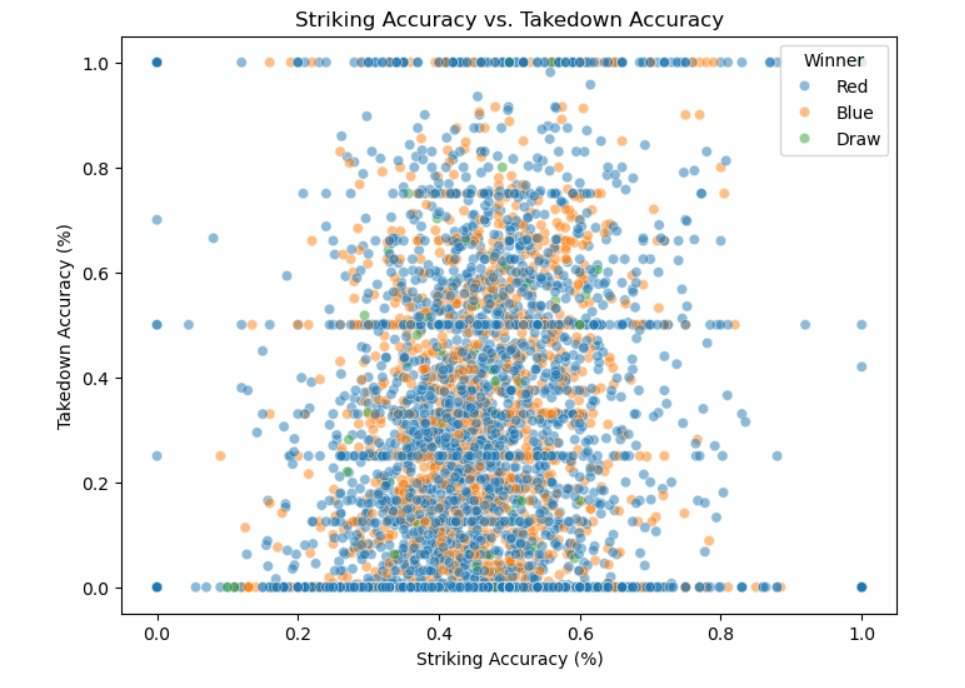 Striking Accuracy vs. Takedown Accuracy
Winner
Red
Blue
Draw
Takedown Accuracy (%)
1.0
0.8
0.6
0.4
0.2
0.0
0.0 0.2 0.4 0.6 0.8 1.0
Striking Accuracy (%)